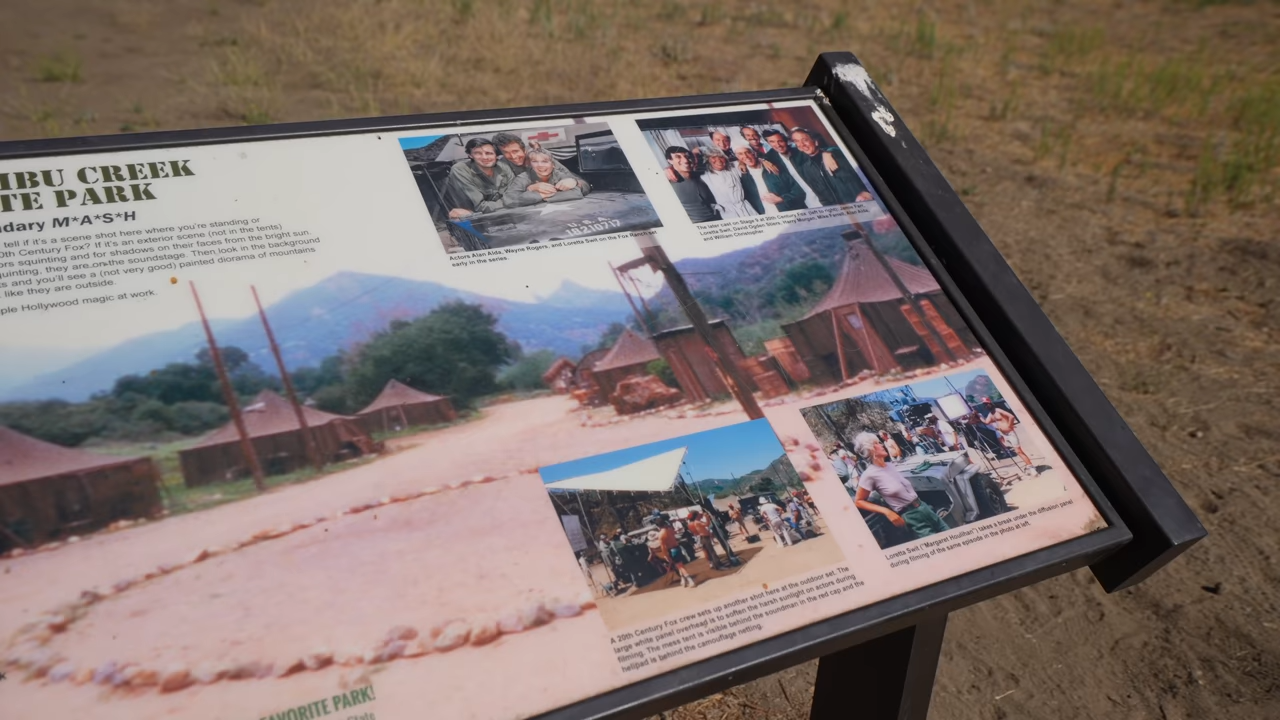 IBU CREEK
TE PARK
ndary M*A*S*H
tell if it's a scene shot here where you're standing or
0th Century Fox? If it's an exterior scene (not in the tents)
ors squinting and for shadows on their faces from the bright sun.
quinting, they are on the soundstage. Then look in the background
ks and you'll see a (not very good) painted diorama of mountains
like they are outside.
ple Hollywood magic at work.
Actors Alan Alda, Wayne Rogers, and Loretta Swit on the Fox Ranch set
early in the series.
The later cast on Stage 9 at 20th Century Fox. Left to right: Jamie Farr,
Loretta Swit, David Ogden Stiers, Harry Morgan, Mike Farrell, Alan Alda,
and William Christopher
A 20th Century Fox crew sets up another shot here at the outdoor set. The
large white panel overhead is to soften the harsh sunlight on actors during
filming. The mess tent is visible behind the soundman in the red cap and the
helipad is behind the camouflage netting.
Loretta Swit ("Margaret Houlihan") takes a break under the diffusion panel
during filming of the same episode in the photo at left.
FAVORITE PARK!
State